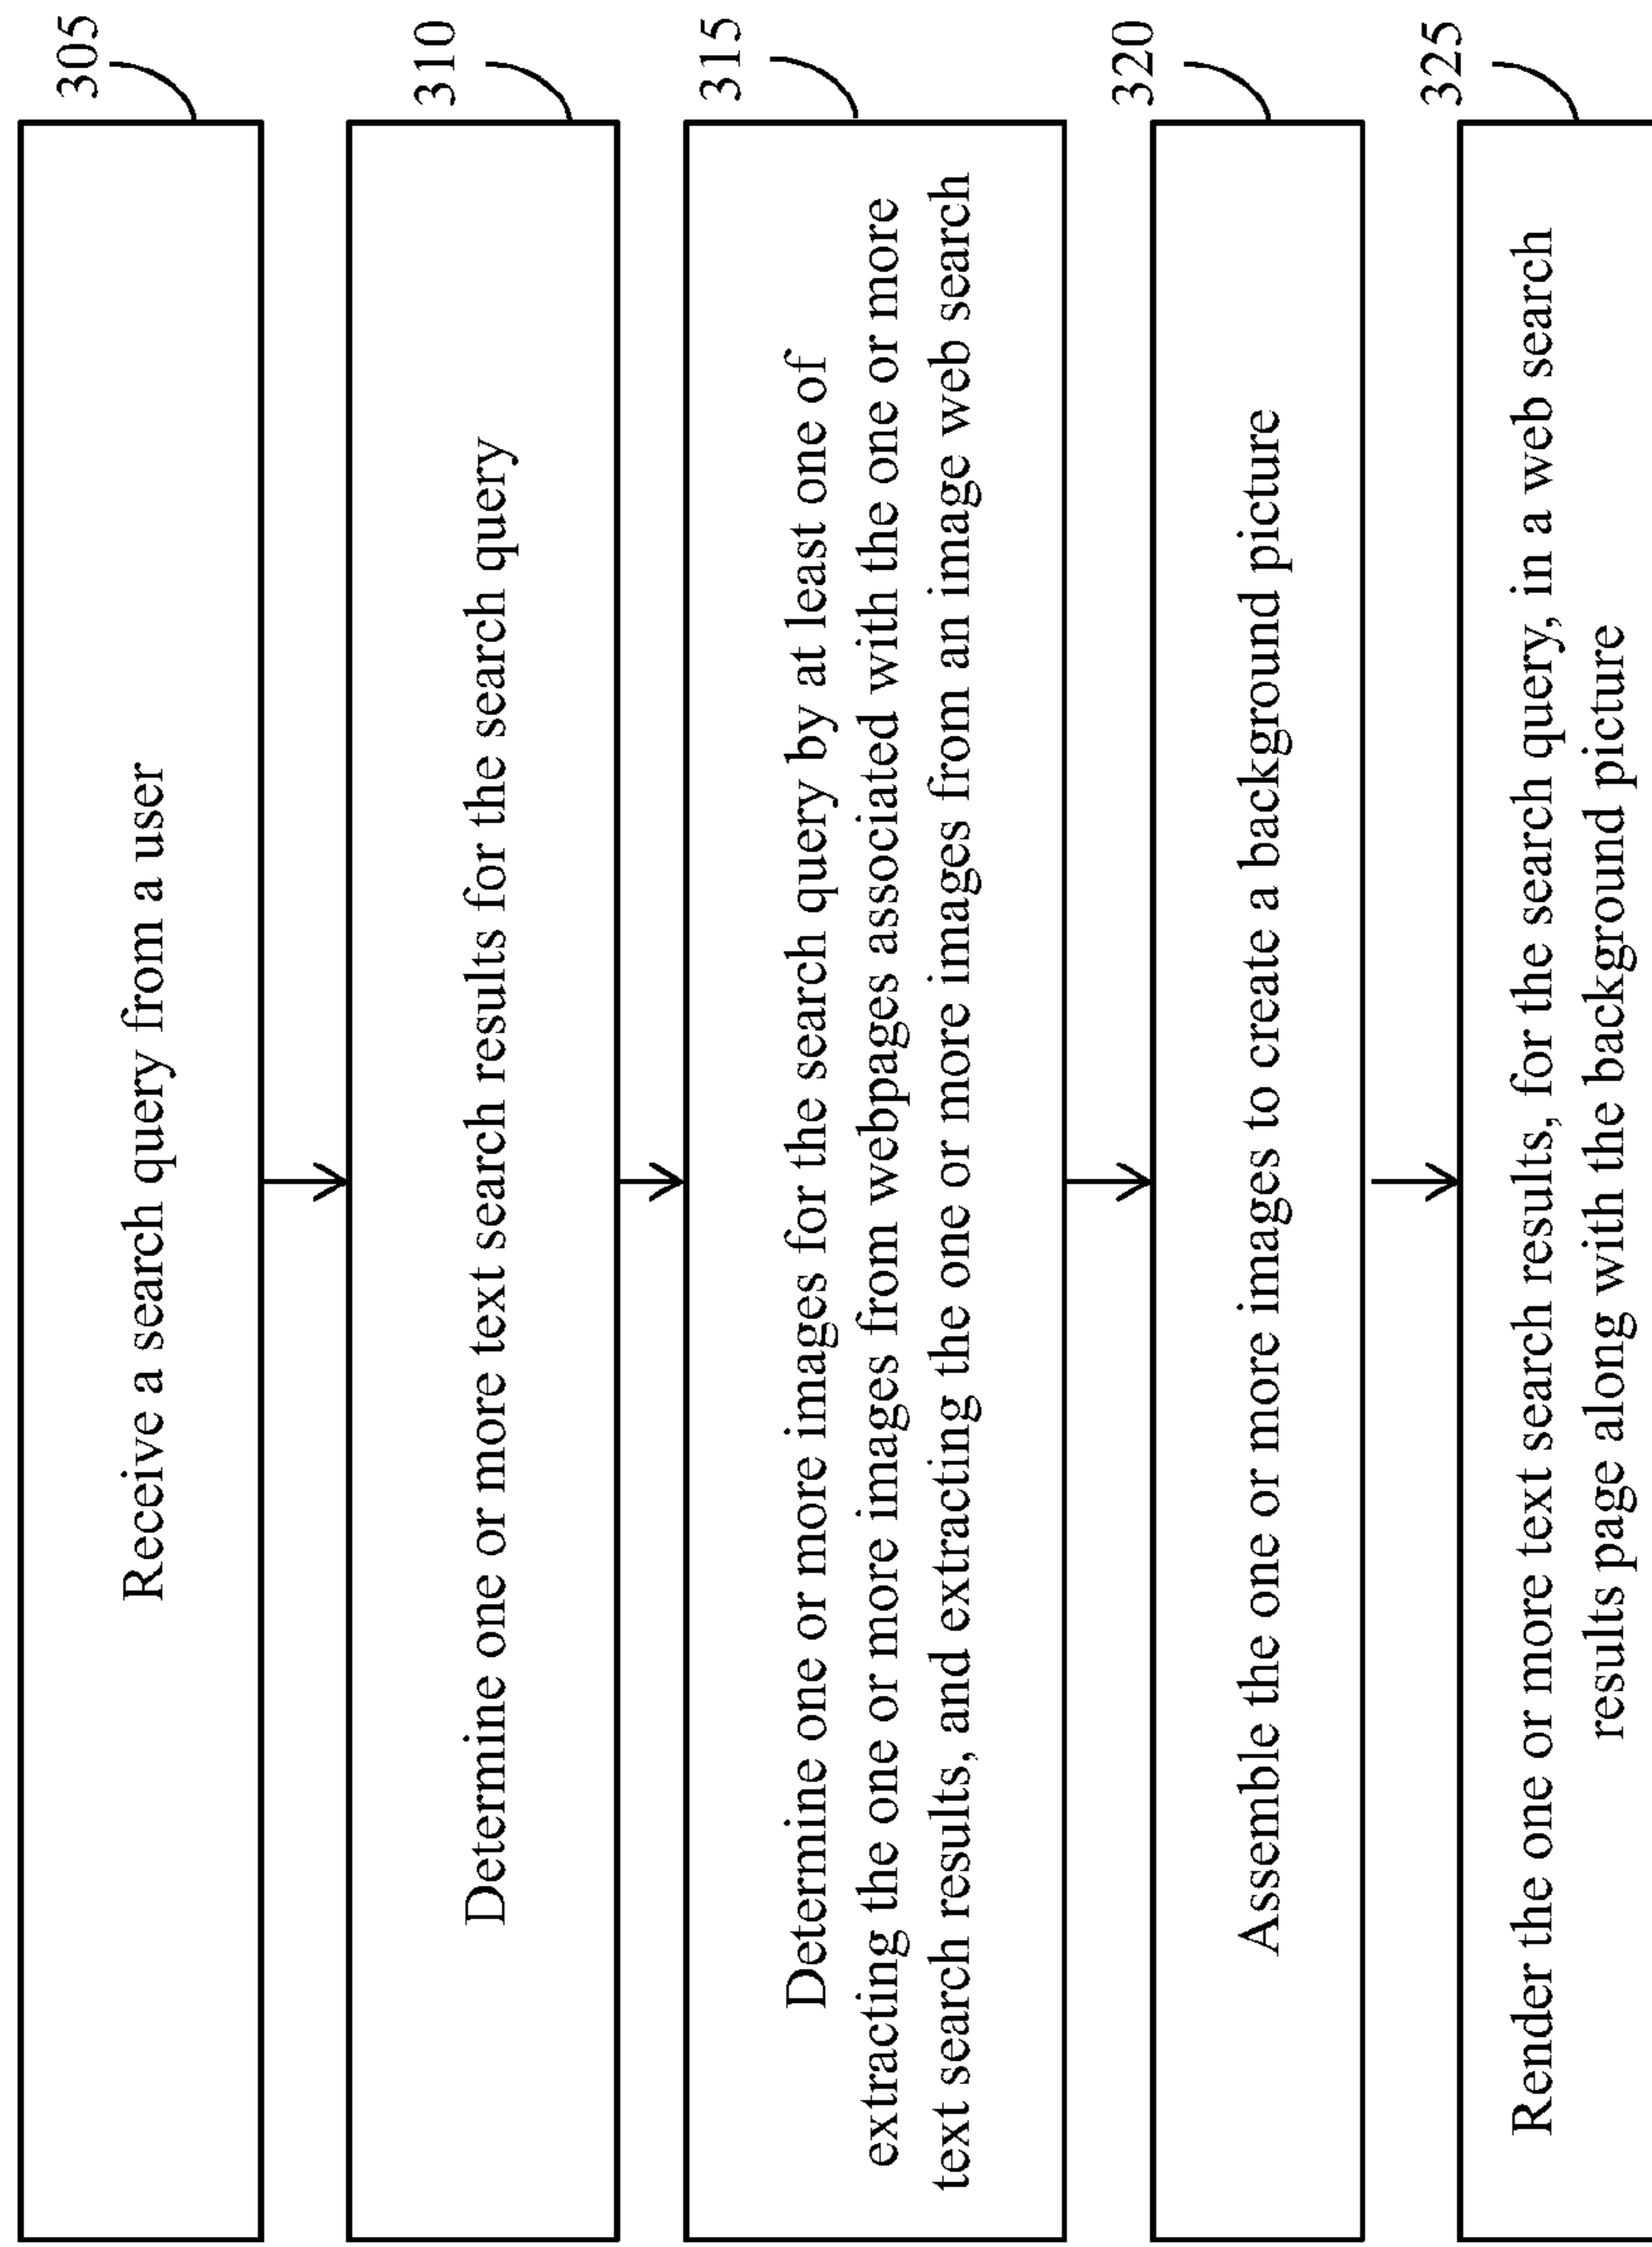 305
Receive a search query from a user
310
Determine one or more text search results for the search query
315
Determine one or more images for the search query by at least one of
extracting the one or more images from webpages associated with the one or more
text search results, and extracting the one or more images from an image web search
320
Assemble the one or more images to create a background picture
325
Render the one or more text search results, for the search query, in a web search
results page along with the background picture